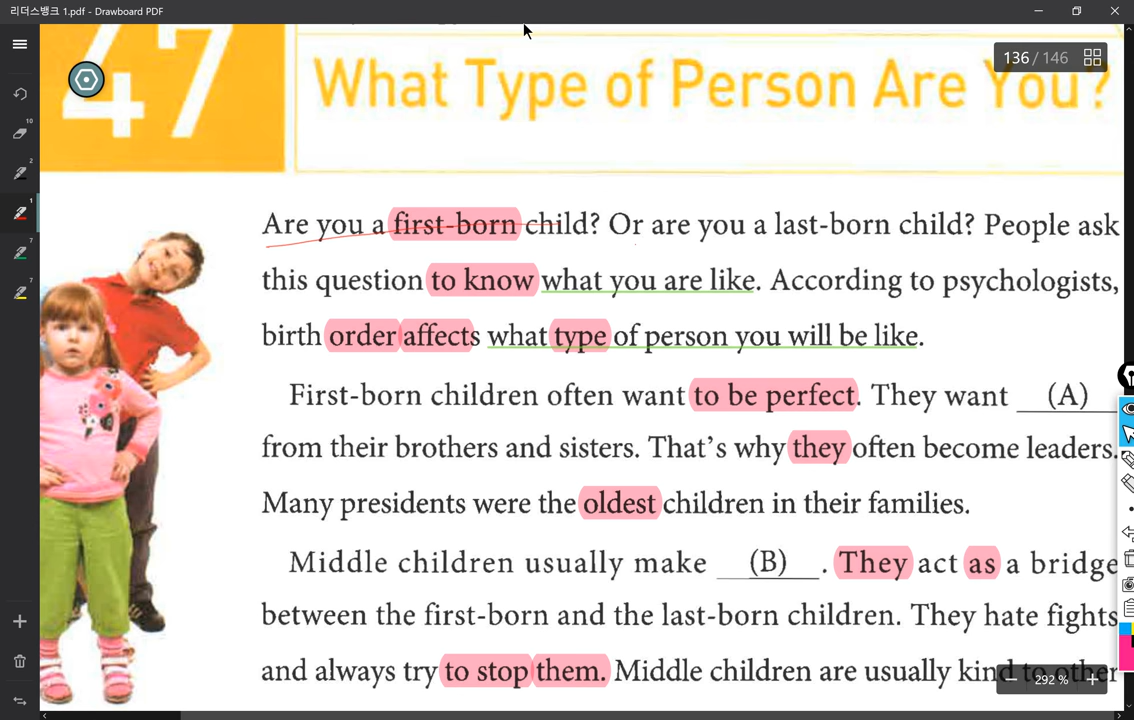 리더스뱅크 1.pdf - Drawboard PDF
136 / 146
47
What Type of Person Are You?
10
2
1
7
7
Are you a first-born child? Or are you a last-born child? People ask
this question to know what you are like. According to psychologists,
birth order affects what type of person you will be like.
First-born children often want to be perfect. They want (A)
from their brothers and sisters. That's why they often become leaders.
Many presidents were the oldest children in their families.
Middle children usually make (B). They act as a bridge
between the first-born and the last-born children. They hate fights
and always try to stop them. Middle children are usually kind to other
292 %